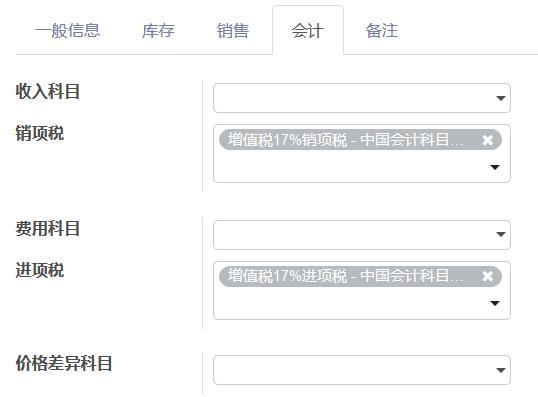 一般信息 库存 销售 会计 备注
收入科目
销项税 增值税17%销项税 - 中国会计科目...
费用科目
进项税 增值税17%进项税 - 中国会计科目...
价格差异科目